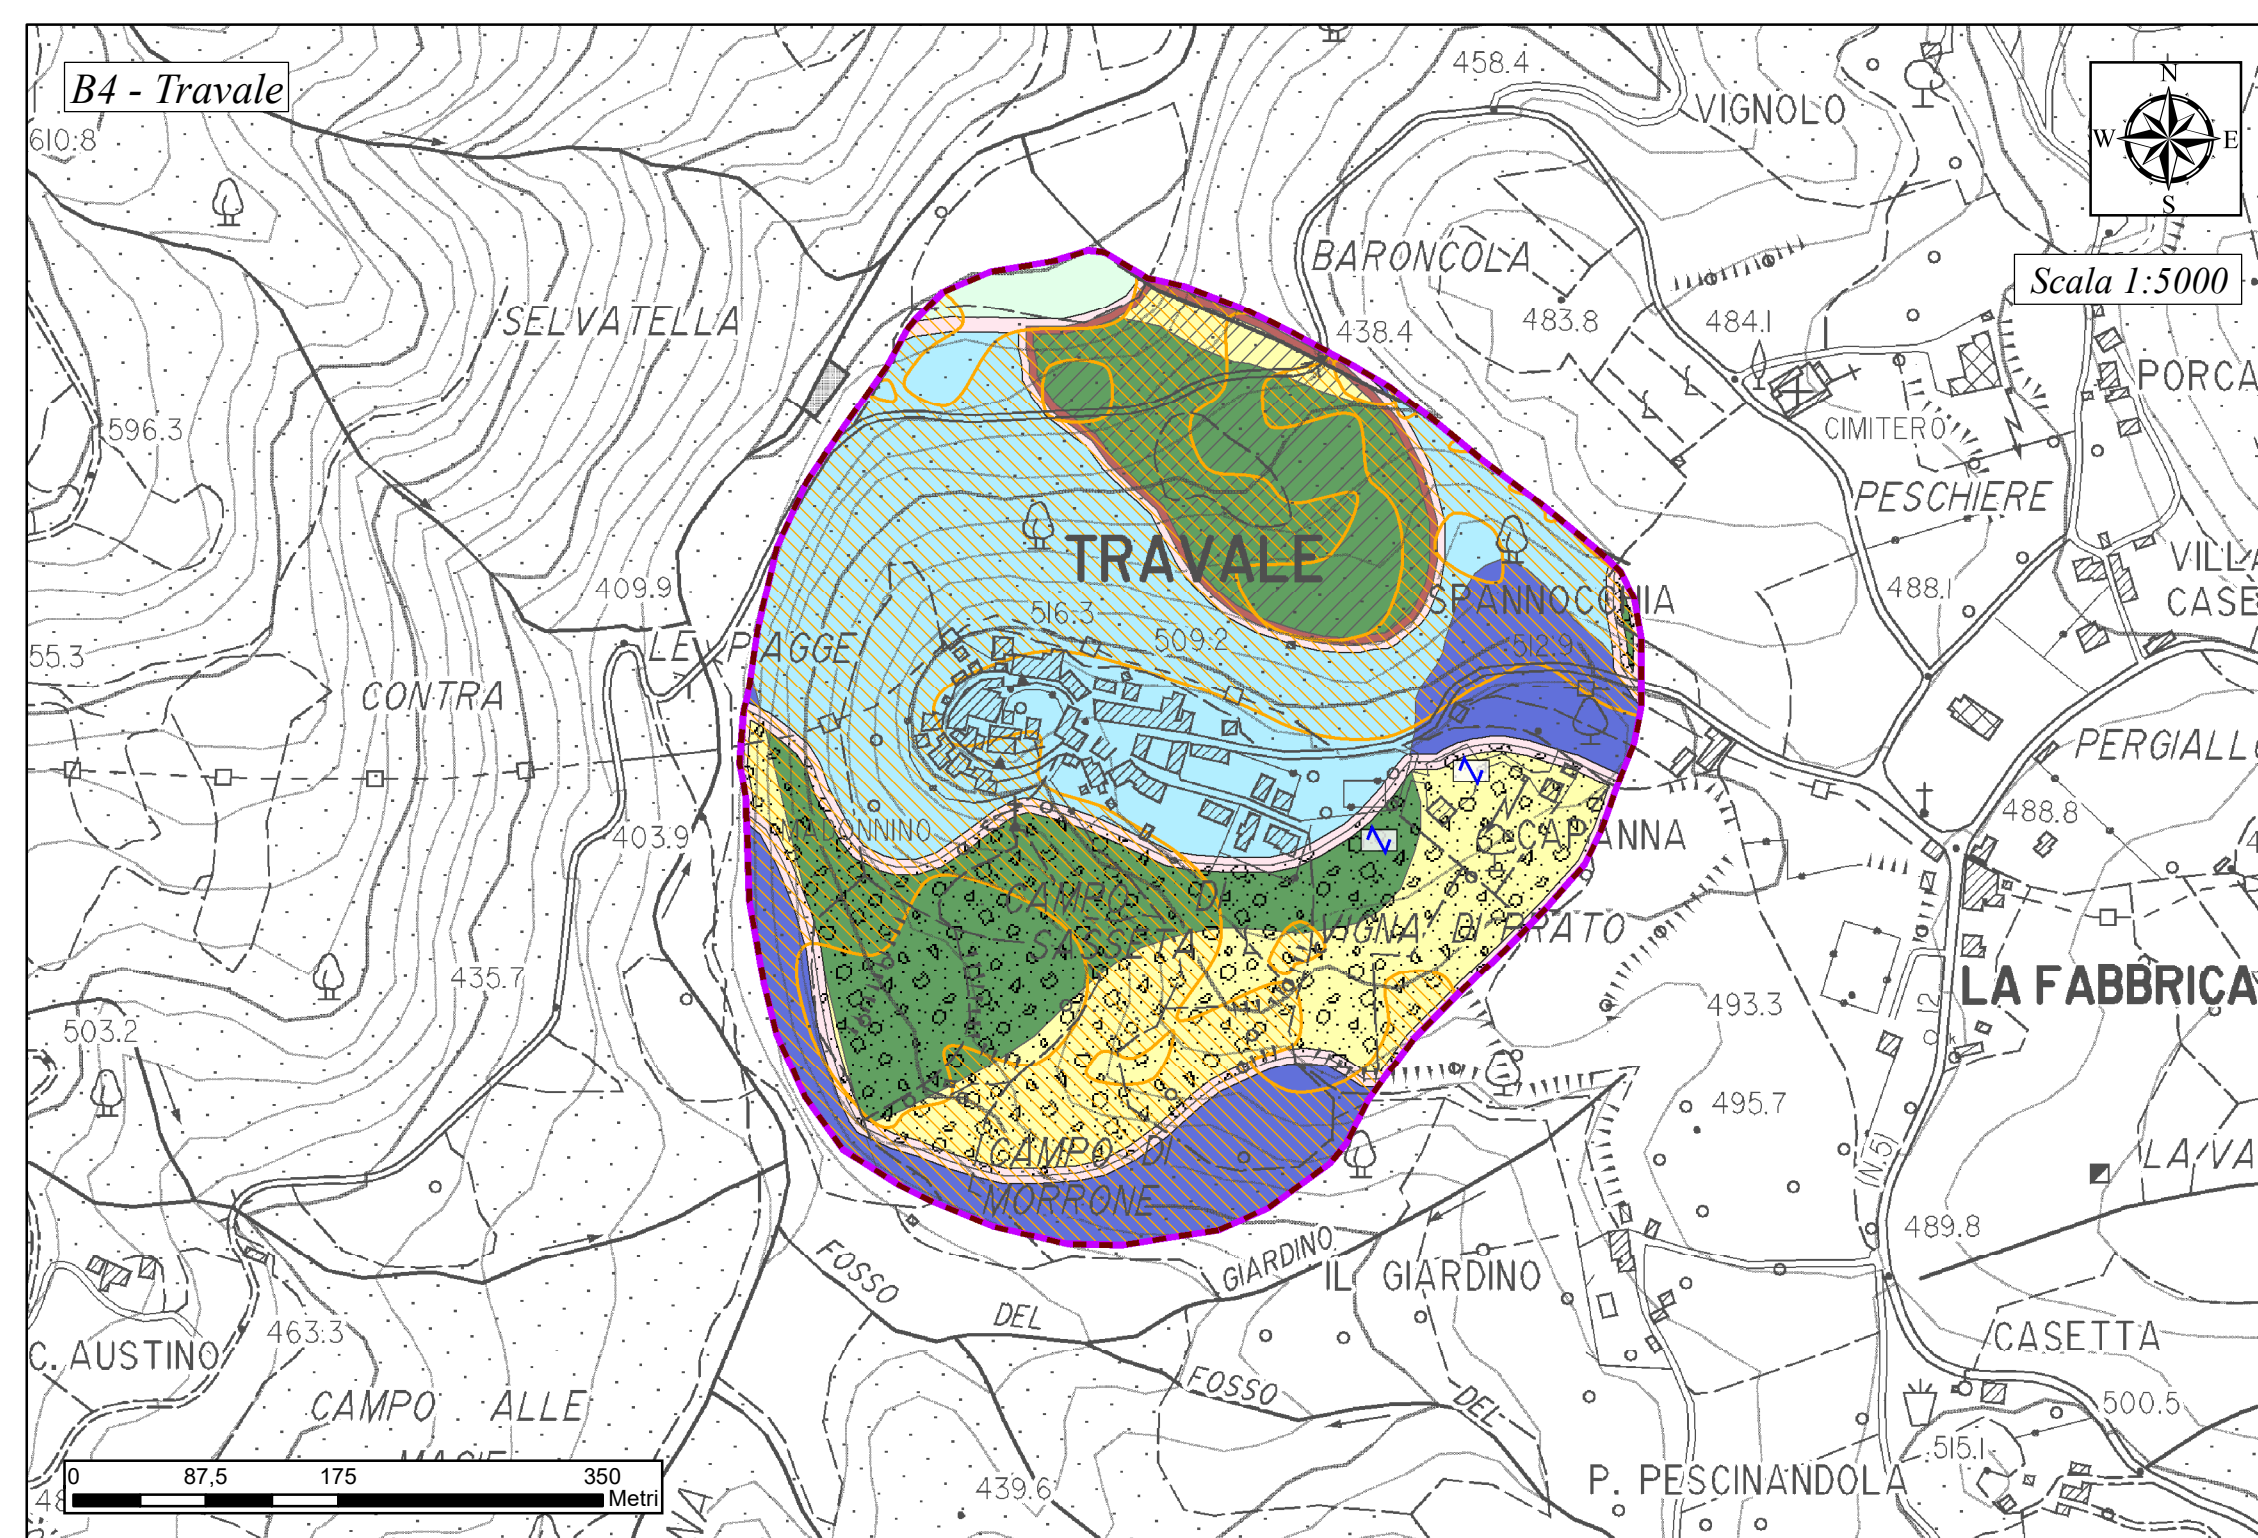 B4 - Travale
458.4
VIGNOLO
N
W E
S
610.8
BARONCOLA
Scala 1:5000
SELVATELLA
438.4
483.8
484.1
PORCA
596.3
CIMITERO
PESCHIERE
TRAVALE
VILLA
CASE
409.9
488.1
SPANNOCCHIA
516.3
509.2
512.9
LE PIAGGE
55.3
CONTRA
PERGIALLO
488.8
403.9
MADONNINO
CAPANNA
CAMPO DI
SASSETA
VIGNA DI PRATO
435.7
LA FABBRICA
493.3
503.2
495.7
CAMPO DI
MORRONE
LA VA
(N.5)
489.8
FOSSO
DEL
GIARDINO
IL GIARDINO
463.3
C. AUSTINO
CASETTA
FOSSO
DEL
CAMPO ALLE
500.5
515.1
P. PESCINANDOLA
439.6
0 87,5 175 350
Metri